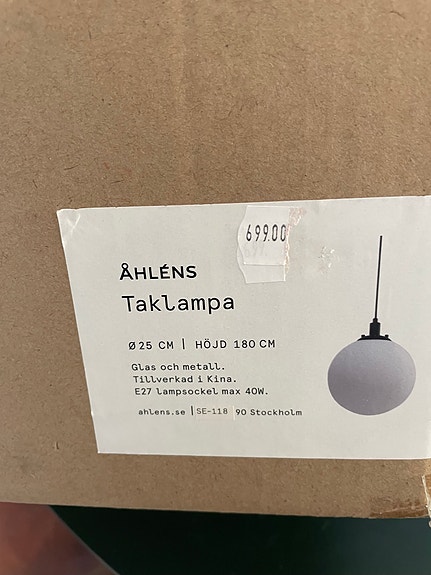 699.00
ÅHLÉNS
Taklampa
Ø 25 CM | HÖJD 180 CM
Glas och metall.
Tillverkad i Kina.
E27 lampsockel max 40W.
ahlens.se | SE-118 90 Stockholm